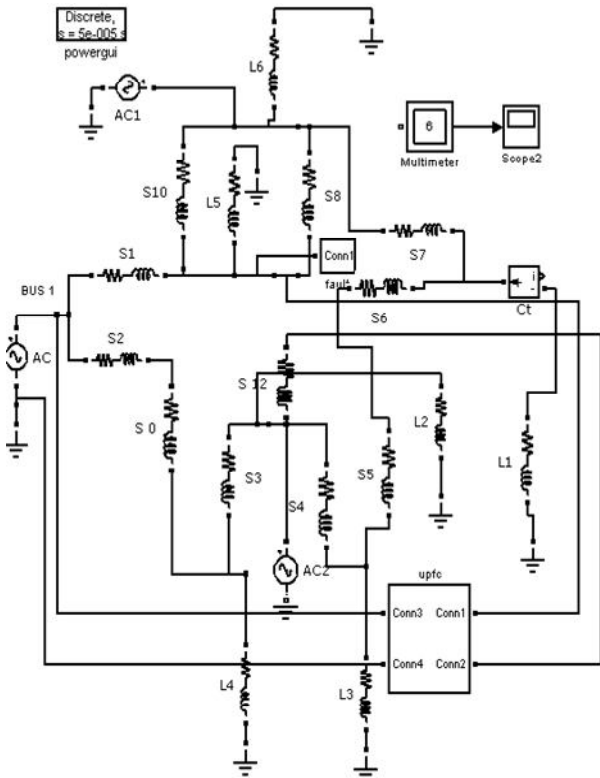 Discrete,
s = 5e-005 s
powergui
L6
AC1
6
Multimeter
Scope2
S10
L5
S8
S7
S1
Conn1
fault
i
-
Ct
BUS 1
S6
S2
AC
S 12
L2
S 0
S3
S4
S5
L1
AC2
upfc
Conn3
Conn1
Conn4
Conn2
L4
L3